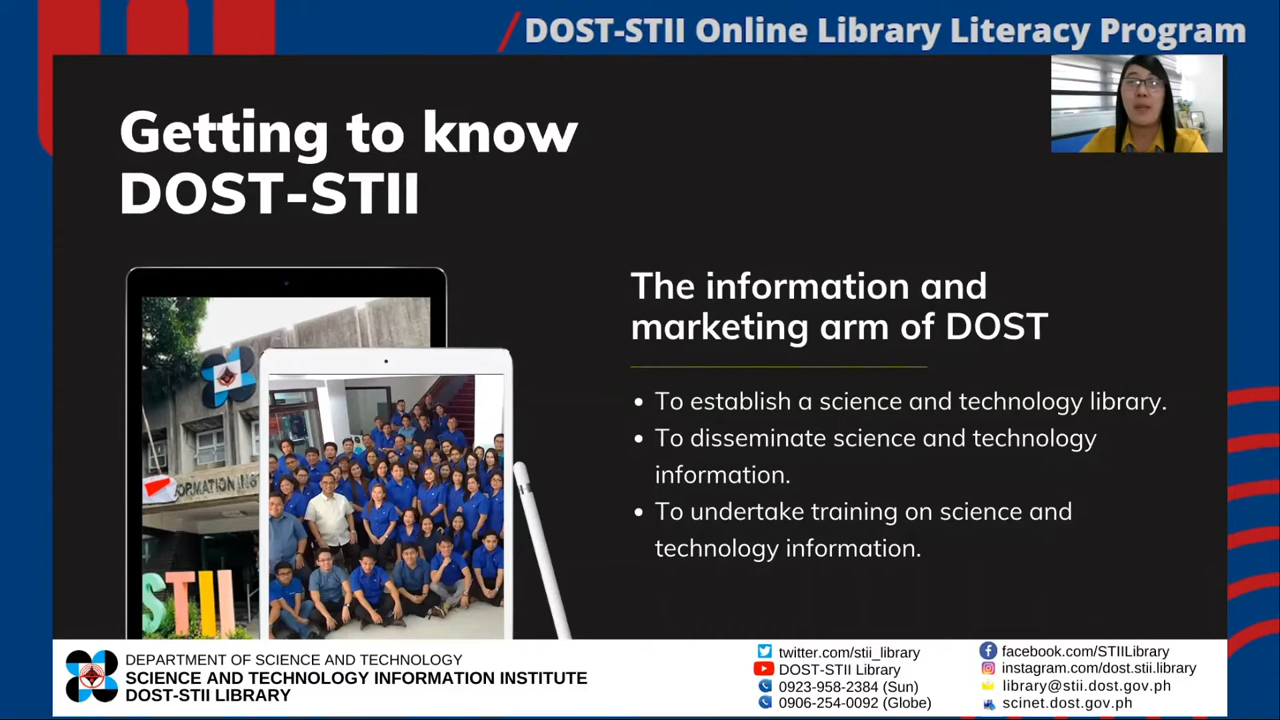 /DOST-STII Online Library Literacy Program
Getting to know
DOST-STII
The information and
marketing arm of DOST
• To establish a science and technology library.
• To disseminate science and technology
information.
• To undertake training on science and
technology information.
STII
DEPARTMENT OF SCIENCE AND TECHNOLOGY
SCIENCE AND TECHNOLOGY INFORMATION INSTITUTE
DOST-STII LIBRARY
twitter.com/stii_library
DOST-STII Library
0923-958-2384 (Sun)
0906-254-0092 (Globe)
facebook.com/STIILibrary
instagram.com/dost.stii.library
library@stii.dost.gov.ph
scinet.dost.gov.ph